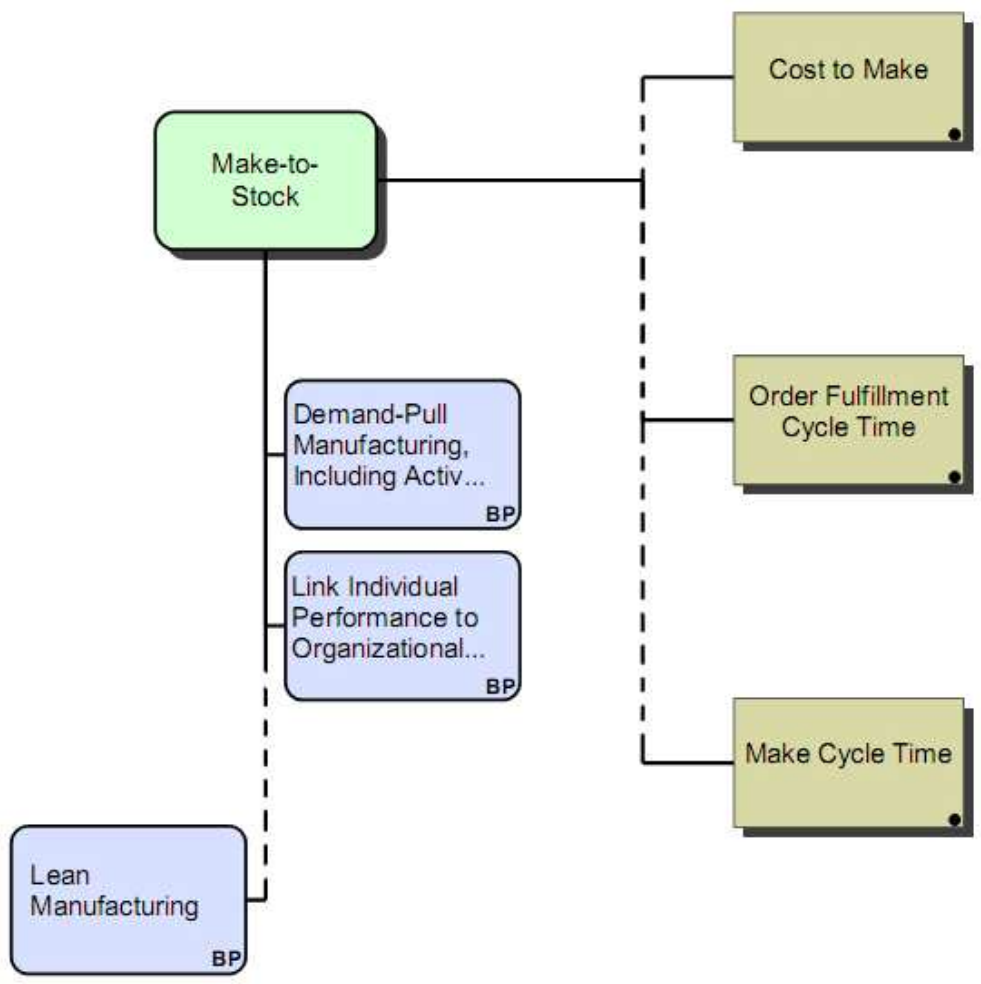 Cost to Make
Make-to-
Stock
Order Fulfillment
Cycle Time
Demand-Pull
Manufacturing,
Including Activ...
BP
Link Individual
Performance to
Organizational...
BP
Make Cycle Time
Lean
Manufacturing
BP